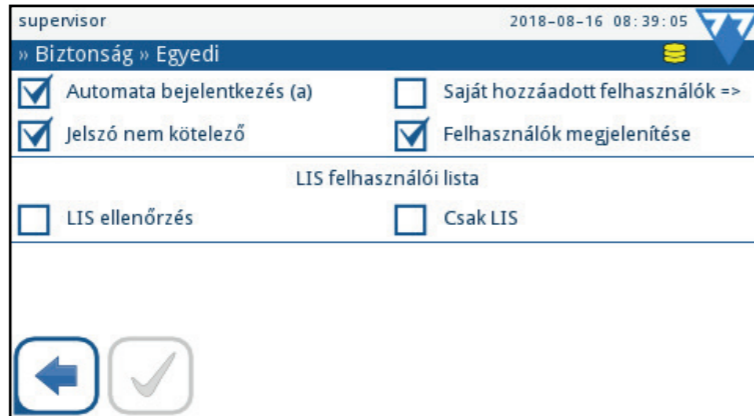 supervisor 2018-08-16 08:39:05
» Biztonság » Egyedi
Automata bejelentkezés (a) Saját hozzáadott felhasználók =>
Jelszó nem kötelező Felhasználók megjelenítése
LIS felhasználói lista
LIS ellenőrzés Csak LIS